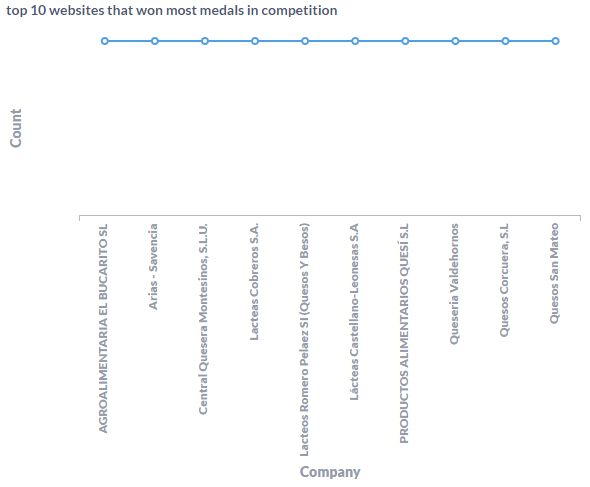 top 10 websites that won most medals in competition
Count
AGROALIMENTARIA EL BUCARITO SL
Arias - Savencia
Central Quesera Montesinos, S.L.U.
Lacteas Cobreros S.A.
Lacteos Romero Pelaez Sl (Quesos Y Besos)
Lácteas Castellano-Leonesas S.A
PRODUCTOS ALIMENTARIOS QUESÍ S.L
Queseria Valdehornos
Quesos Corcuera, S.L
Quesos San Mateo
Company